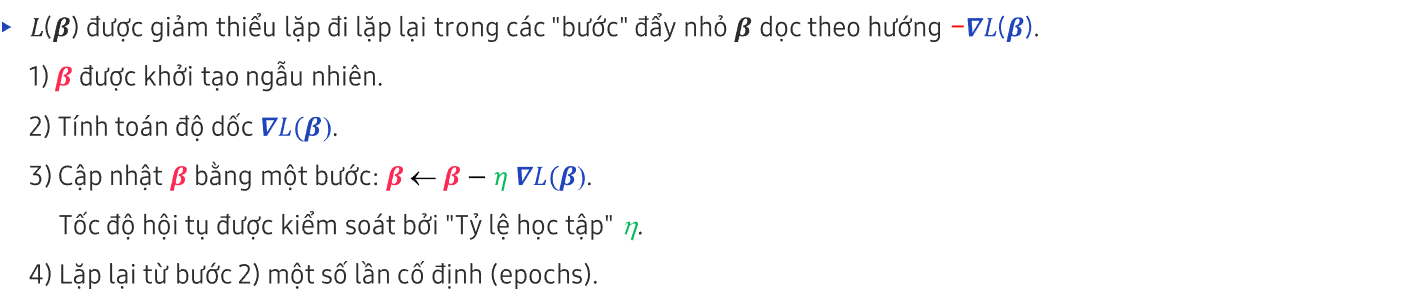 ▶ L(β) được giảm thiểu lặp đi lặp lại trong các "bước" đẩy nhỏ β dọc theo hướng −∇L(β).
1) β được khởi tạo ngẫu nhiên.
2) Tính toán độ dốc ∇L(β).
3) Cập nhật β bằng một bước: β ← β − η ∇L(β).
Tốc độ hội tụ được kiểm soát bởi "Tỷ lệ học tập" η.
4) Lặp lại từ bước 2) một số lần cố định (epochs).